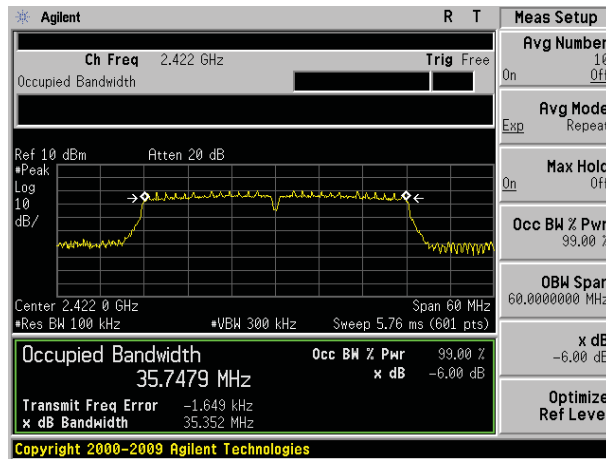 Agilent R T
Ch Freq 2.422 GHz Trig Free
Occupied Bandwidth
Ref 10 dBm Atten 20 dB
#Peak
Log
10
dB/
Center 2.422 0 GHz Span 60 MHz
#Res BW 100 kHz #VBW 300 kHz Sweep 5.76 ms (601 pts)
Occupied Bandwidth Occ BW % Pwr 99.00 %
35.7479 MHz x dB -6.00 dB
Transmit Freq Error -1.649 kHz
x dB Bandwidth 35.352 MHz
Copyright 2000-2009 Agilent Technologies
Meas Setup
Avg Number
10
On Off
Avg Mode
Exp Repeat
Max Hold
On Off
Occ BW % Pwr
99.00 %
OBW Span
60.0000000 MHz
x dB
-6.00 dB
Optimize
Ref Level